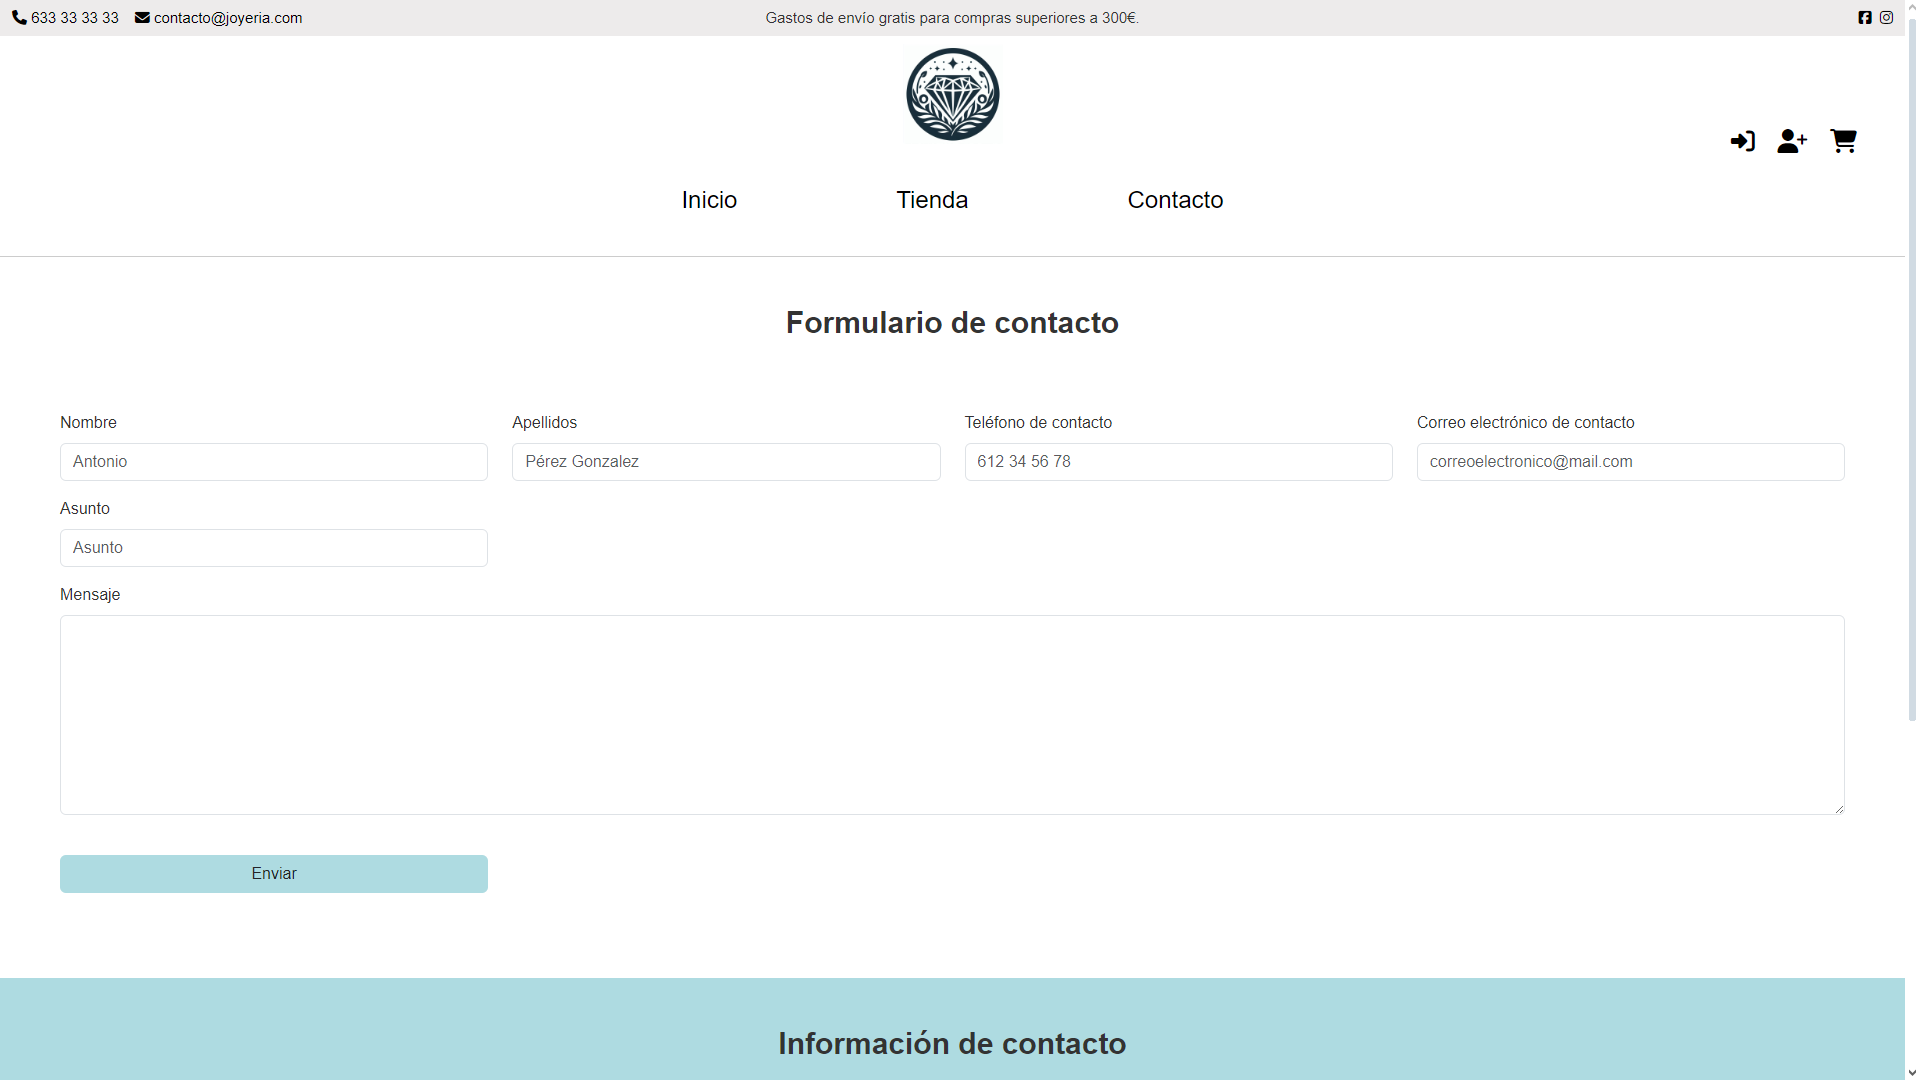 633 33 33 33 contacto@joyeria.com Gastos de envío gratis para compras superiores a 300€.
Inicio Tienda Contacto
Formulario de contacto
Nombre Apellidos Teléfono de contacto Correo electrónico de contacto
Antonio Pérez Gonzalez 612 34 56 78 correoelectronico@mail.com
Asunto
Asunto
Mensaje
Enviar
Información de contacto